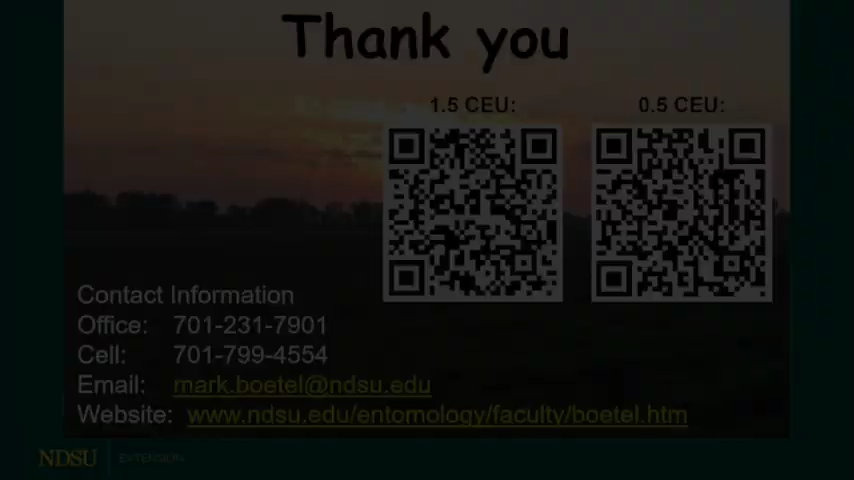 Thank you
1.5 CEU: 0.5 CEU:
Contact Information
Office: 701-231-7901
Cell: 701-799-4554
Email: mark.boetel@ndsu.edu
Website: www.ndsu.edu/entomology/faculty/boetel.htm
NDSU EXTENSION